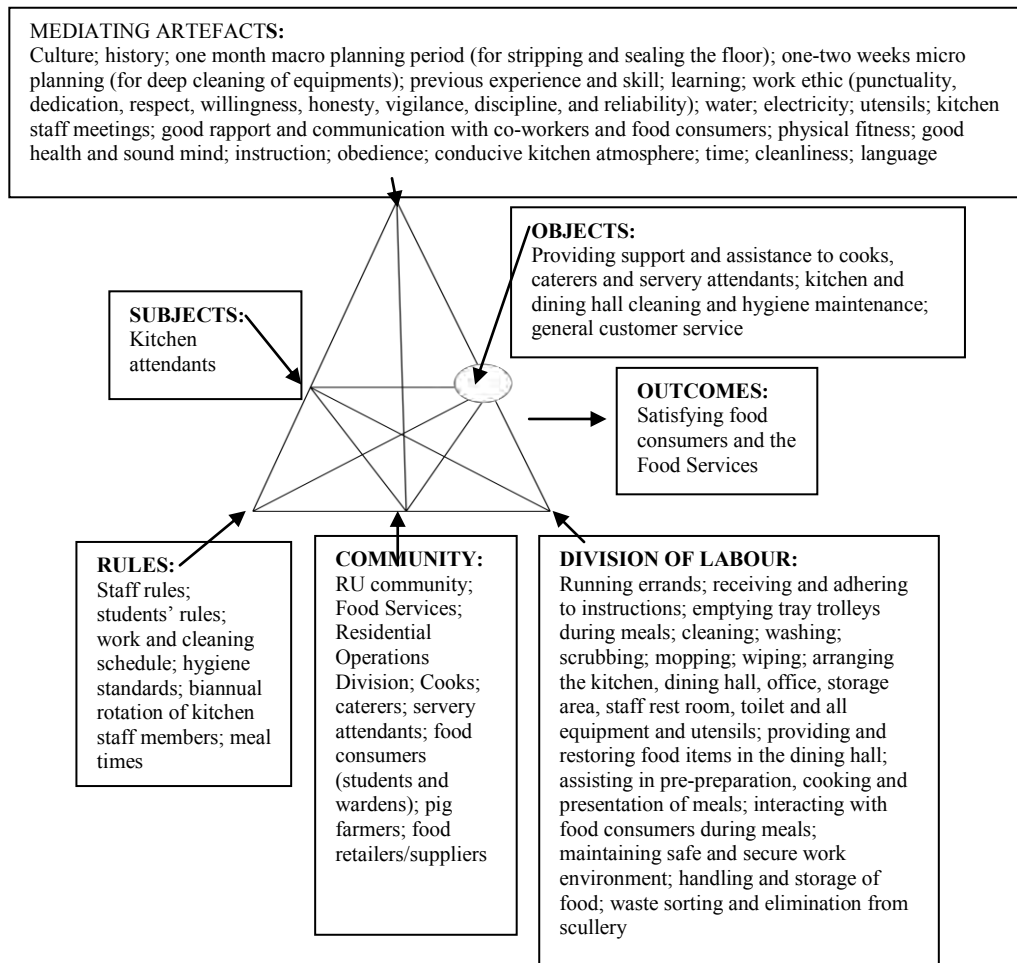 MEDIATING ARTEFACTS:
Culture; history; one month macro planning period (for stripping and sealing the floor); one-two weeks micro
planning (for deep cleaning of equipments); previous experience and skill; learning; work ethic (punctuality,
dedication, respect, willingness, honesty, vigilance, discipline, and reliability); water; electricity; utensils; kitchen
staff meetings; good rapport and communication with co-workers and food consumers; physical fitness; good
health and sound mind; instruction; obedience; conducive kitchen atmosphere; time; cleanliness; language
OBJECTS:
Providing support and assistance to cooks,
caterers and servery attendants; kitchen and
dining hall cleaning and hygiene maintenance;
general customer service
SUBJECTS:
Kitchen
attendants
OUTCOMES:
Satisfying food
consumers and the
Food Services
RULES:
Staff rules;
students’ rules;
work and cleaning
schedule; hygiene
standards; biannual
rotation of kitchen
staff members; meal
times
COMMUNITY:
RU community;
Food Services;
Residential
Operations
Division; Cooks;
caterers; servery
attendants; food
consumers
(students and
wardens); pig
farmers; food
retailers/suppliers
DIVISION OF LABOUR:
Running errands; receiving and adhering
to instructions; emptying tray trolleys
during meals; cleaning; washing;
scrubbing; mopping; wiping; arranging
the kitchen, dining hall, office, storage
area, staff rest room, toilet and all
equipment and utensils; providing and
restoring food items in the dining hall;
assisting in pre-preparation, cooking and
presentation of meals; interacting with
food consumers during meals;
maintaining safe and secure work
environment; handling and storage of
food; waste sorting and elimination from
scullery